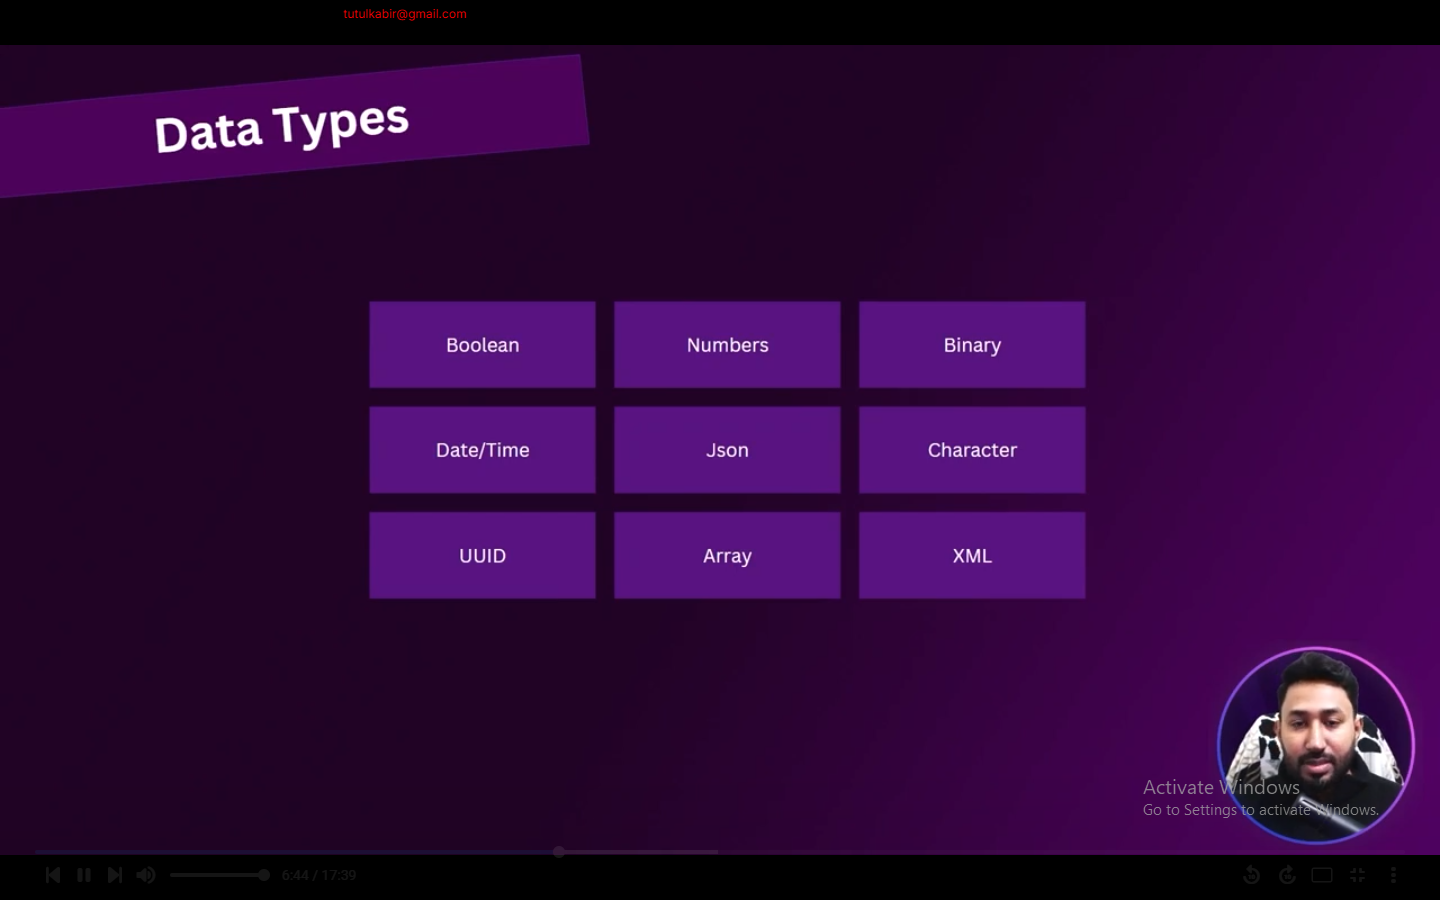 tutulkabir@gmail.com
Data Types
Boolean
Numbers
Binary
Date/Time
Json
Character
UUID
Array
XML
Activate Windows
Go to Settings to activate Windows.
6:44 / 17:39